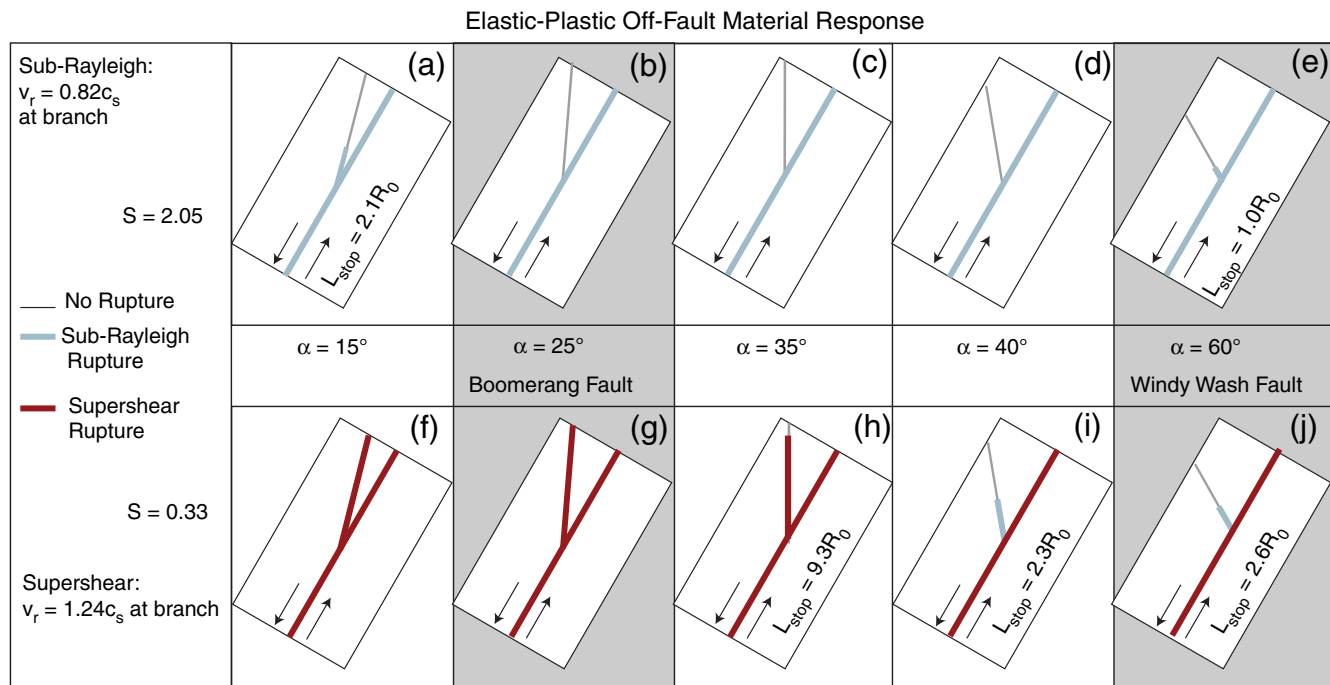 Elastic-Plastic Off-Fault Material Response
Sub-Rayleigh:
v_r = 0.82c_s
at branch
S = 2.05
No Rupture
Sub-Rayleigh
Rupture
Supershear
Rupture
S = 0.33
Supershear:
v_r = 1.24c_s at branch
(a)
L_stop = 2.1R_0
(b)
(c)
(d)
(e)
L_stop = 1.0R_0
α = 15°
α = 25°
Boomerang Fault
α = 35°
α = 40°
α = 60°
Windy Wash Fault
(f)
(g)
(h)
L_stop = 9.3R_0
(i)
L_stop = 2.3R_0
(j)
L_stop = 2.6R_0